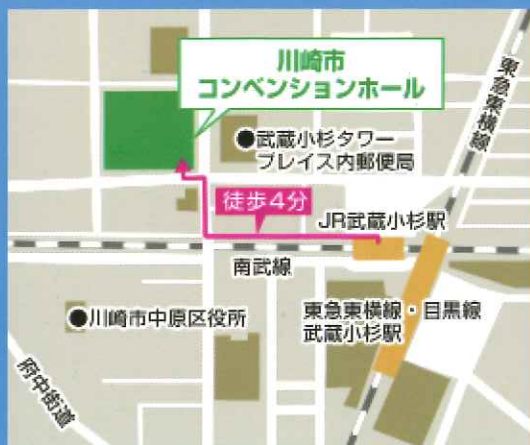 川崎市
コンベンションホール
東急東横線
●武蔵小杉タワー
プレイス内郵便局
徒歩4分
JR武蔵小杉駅
南武線
●川崎市中原区役所
東急東横線・目黒線
武蔵小杉駅
府中街道